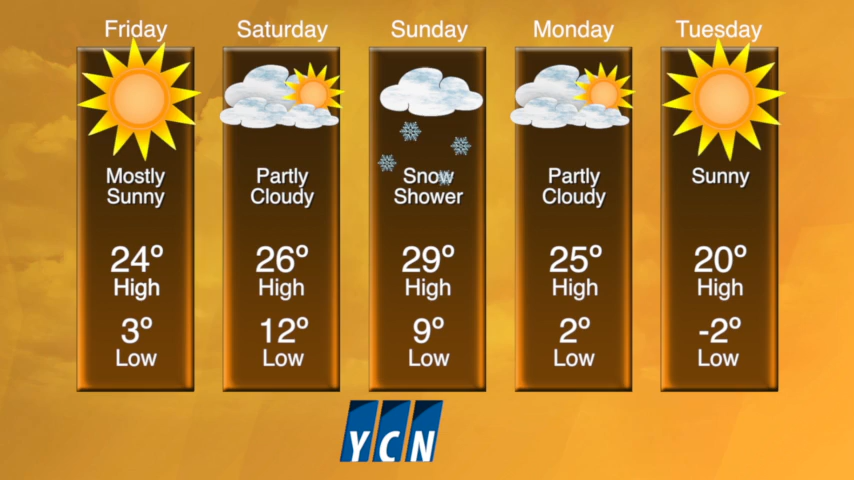 Friday
Mostly
Sunny
24º
High
3º
Low
Saturday
Partly
Cloudy
26º
High
12º
Low
Sunday
Snow
Shower
29º
High
9º
Low
Monday
Partly
Cloudy
25º
High
2º
Low
Tuesday
Sunny
20º
High
-2º
Low
YCN